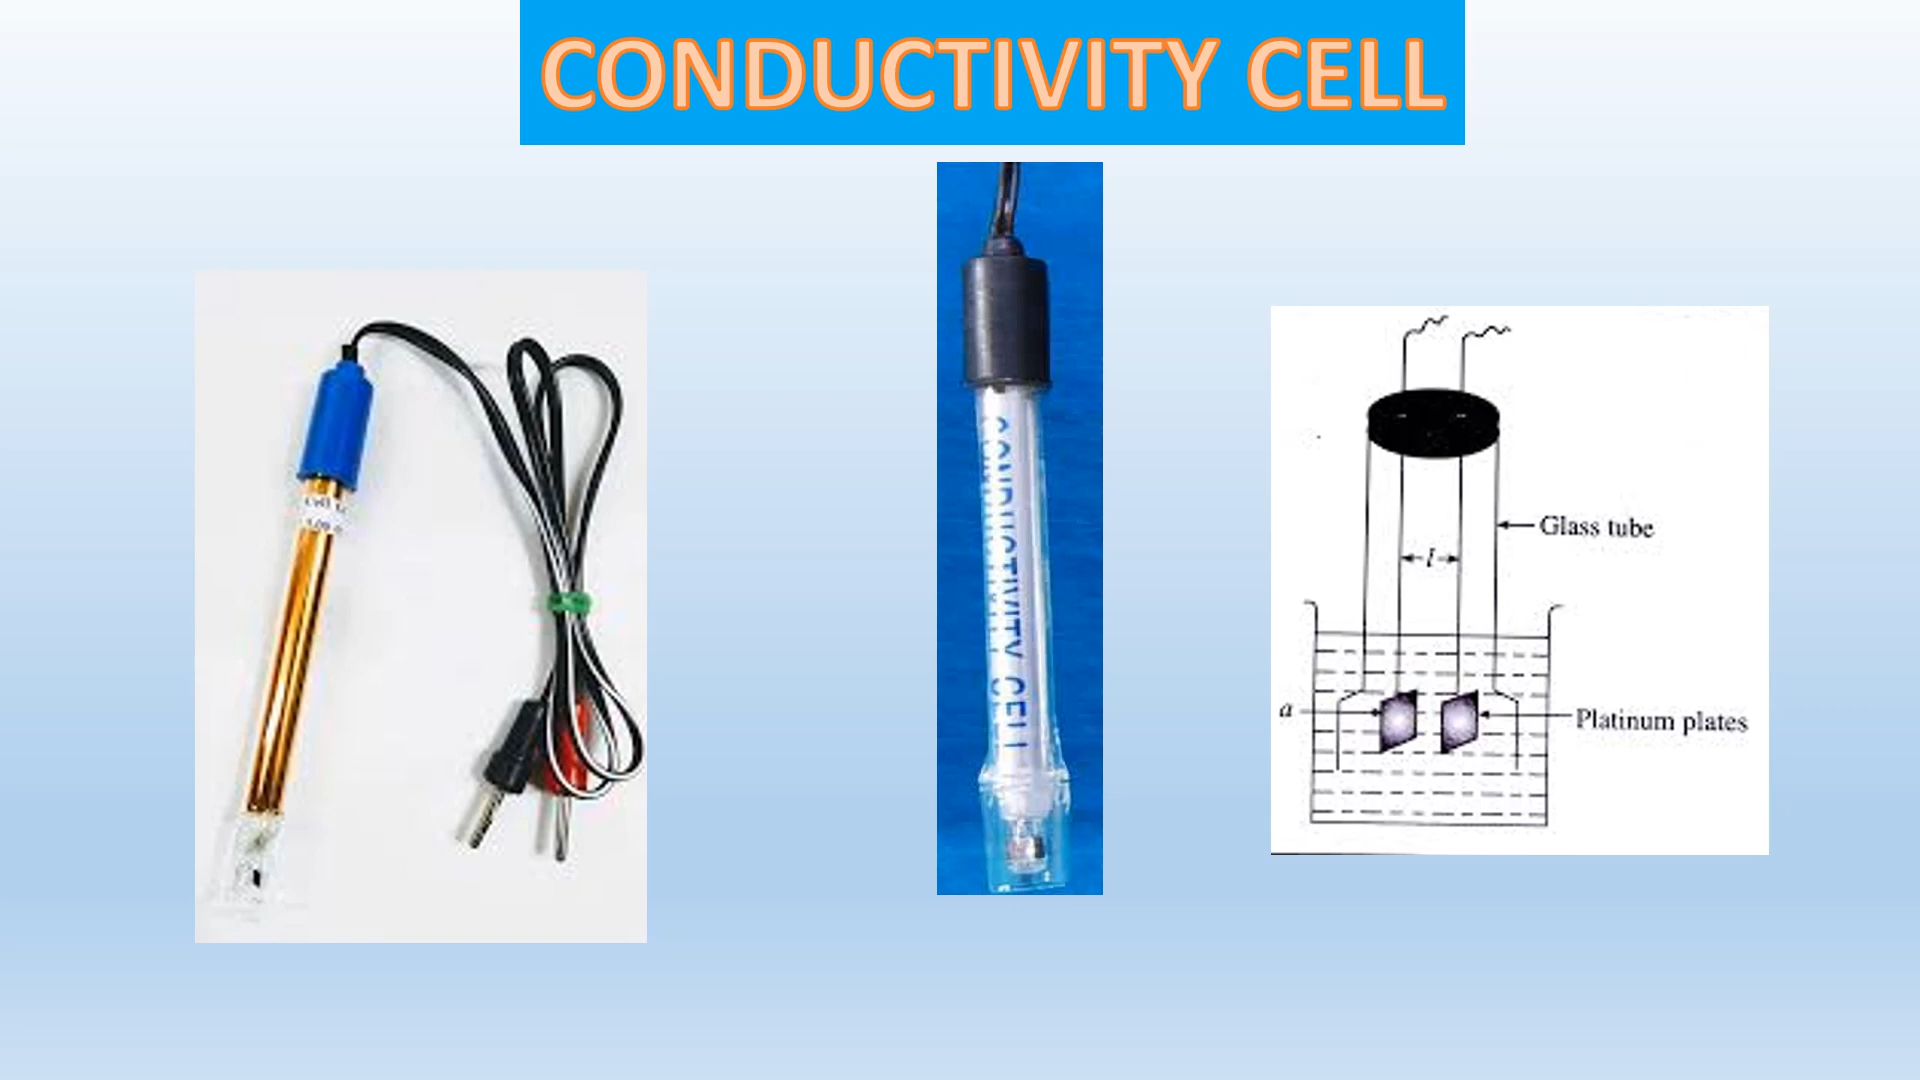 CONDUCTIVITY CELL
CONDUCTIVITY CELL
Glass tube
l
a
Platinum plates